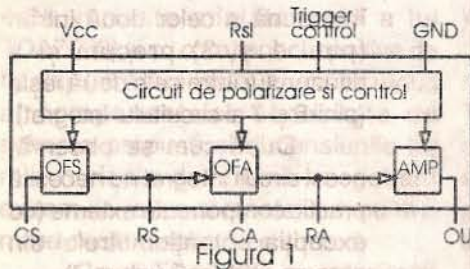 Vcc Rsl Trigger control GND
Circuit de polarizare si control
OFS OFA AMP
CS RS CA RA OU
Figura 1